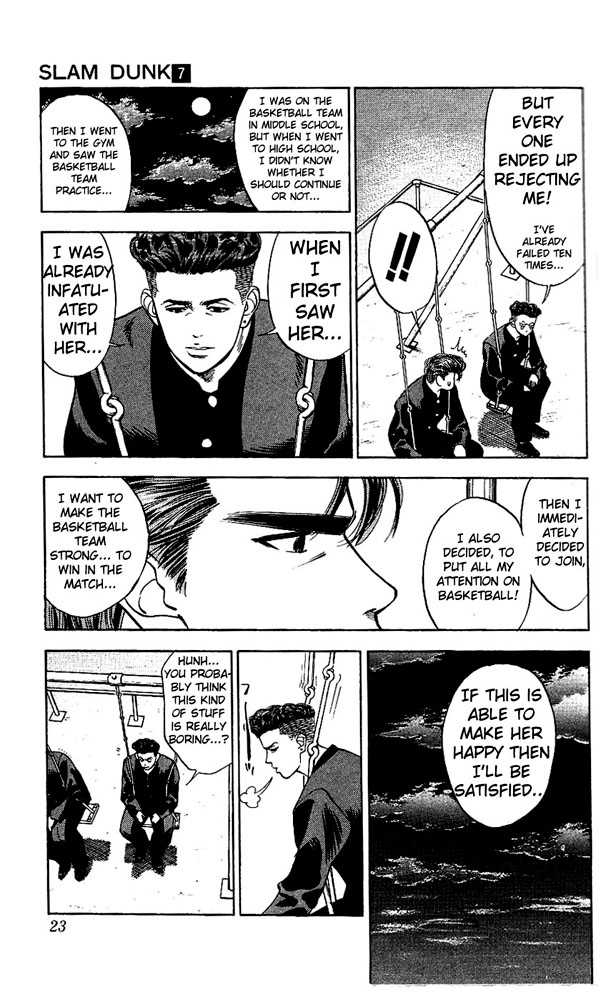 SLAM DUNK 7
BUT
EVERY
ONE
ENDED UP
REJECTING
ME!
I'VE
ALREADY
FAILED TEN
TIMES...
!!
I WAS ON THE
BASKETBALL TEAM
IN MIDDLE SCHOOL,
BUT WHEN I WENT
TO HIGH SCHOOL,
I DIDN'T KNOW
WHETHER I
SHOULD CONTINUE
OR NOT...
THEN I WENT
TO THE GYM
AND SAW THE
BASKETBALL
TEAM
PRACTICE...
WHEN
I
FIRST
SAW
HER...
I WAS
ALREADY
INFATU-
ATED
WITH
HER...
THEN I
IMMEDI-
ATELY
DECIDED
TO JOIN,
I ALSO
DECIDED, TO
PUT ALL MY
ATTENTION ON
BASKETBALL!
I WANT TO
MAKE THE
BASKETBALL
TEAM
STRONG... TO
WIN IN THE
MATCH...
IF THIS IS
ABLE TO
MAKE HER
HAPPY THEN
I'LL BE
SATISFIED..
HUNH...
YOU PROBA-
BLY THINK
THIS KIND
OF STUFF
IS REALLY
BORING...?
23